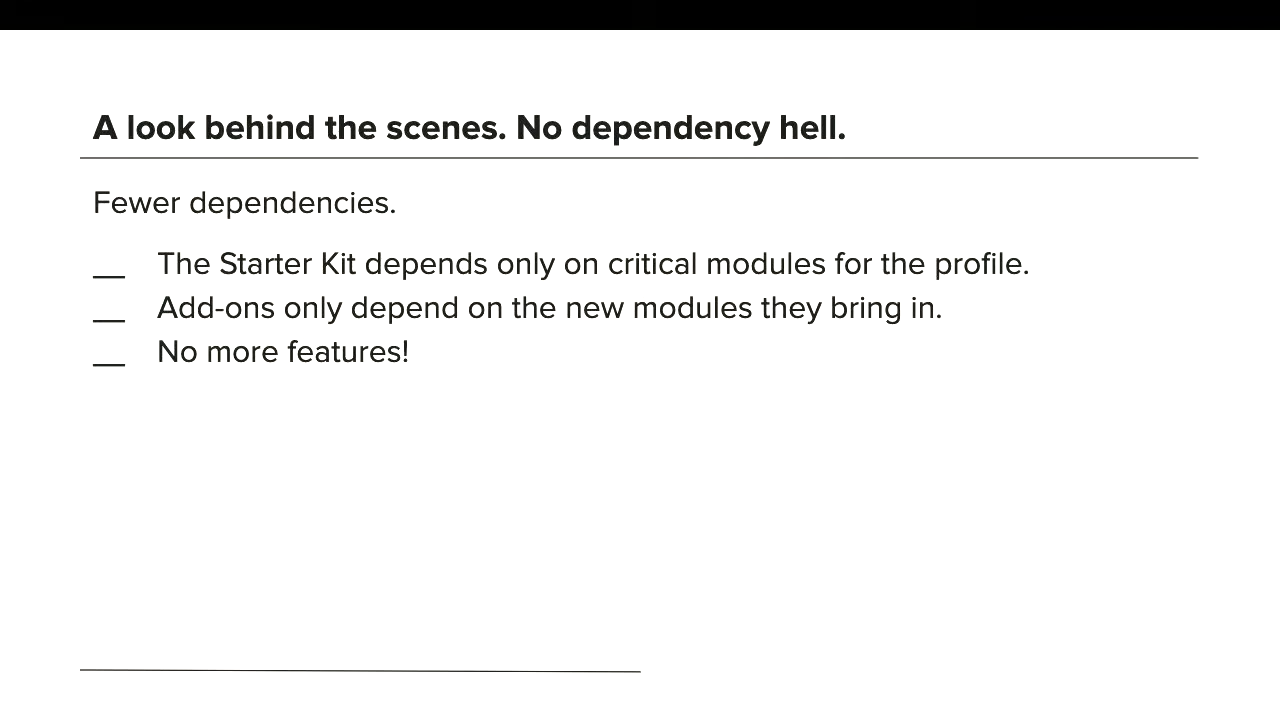 A look behind the scenes. No dependency hell.
Fewer dependencies.
__ The Starter Kit depends only on critical modules for the profile.
__ Add-ons only depend on the new modules they bring in.
__ No more features!